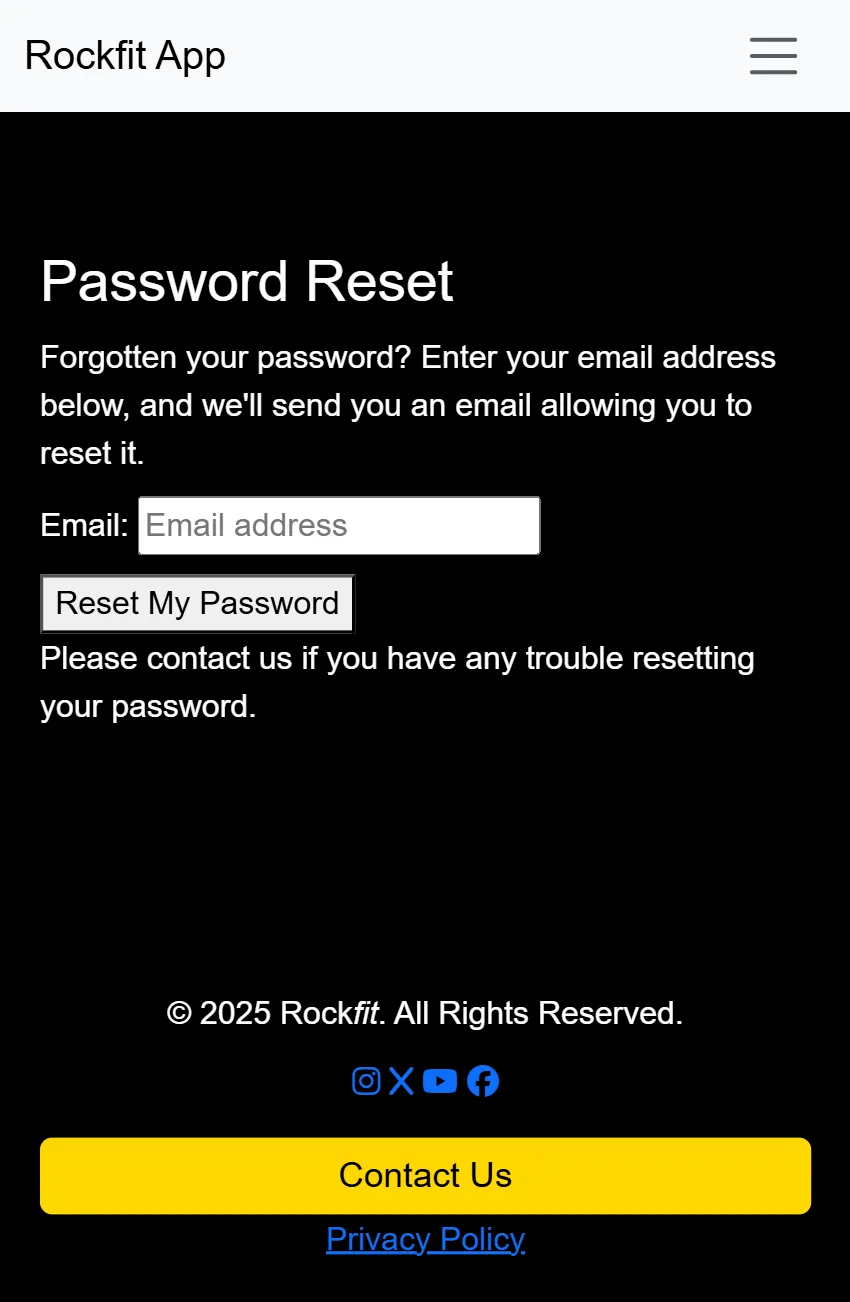 Rockfit App
Password Reset
Forgotten your password? Enter your email address
below, and we'll send you an email allowing you to
reset it.
Email: Email address
Reset My Password
Please contact us if you have any trouble resetting
your password.
© 2025 Rockfit. All Rights Reserved.
Contact Us
Privacy Policy